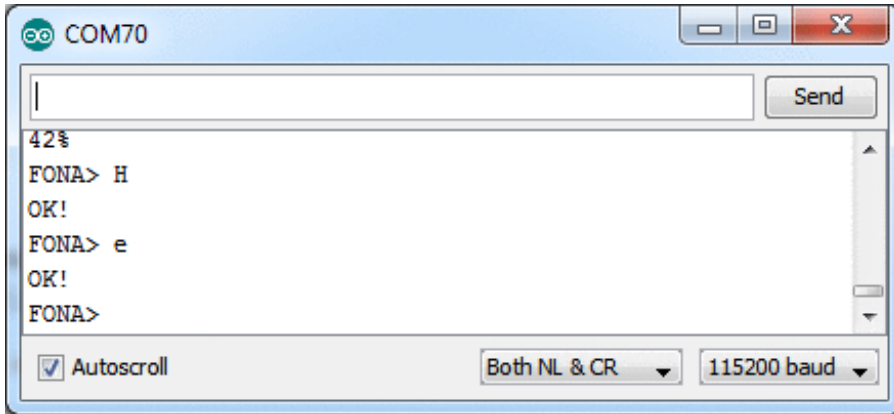 COM70
Send
42%
FONA> H
OK!
FONA> e
OK!
FONA>
Autoscroll
Both NL & CR
115200 baud